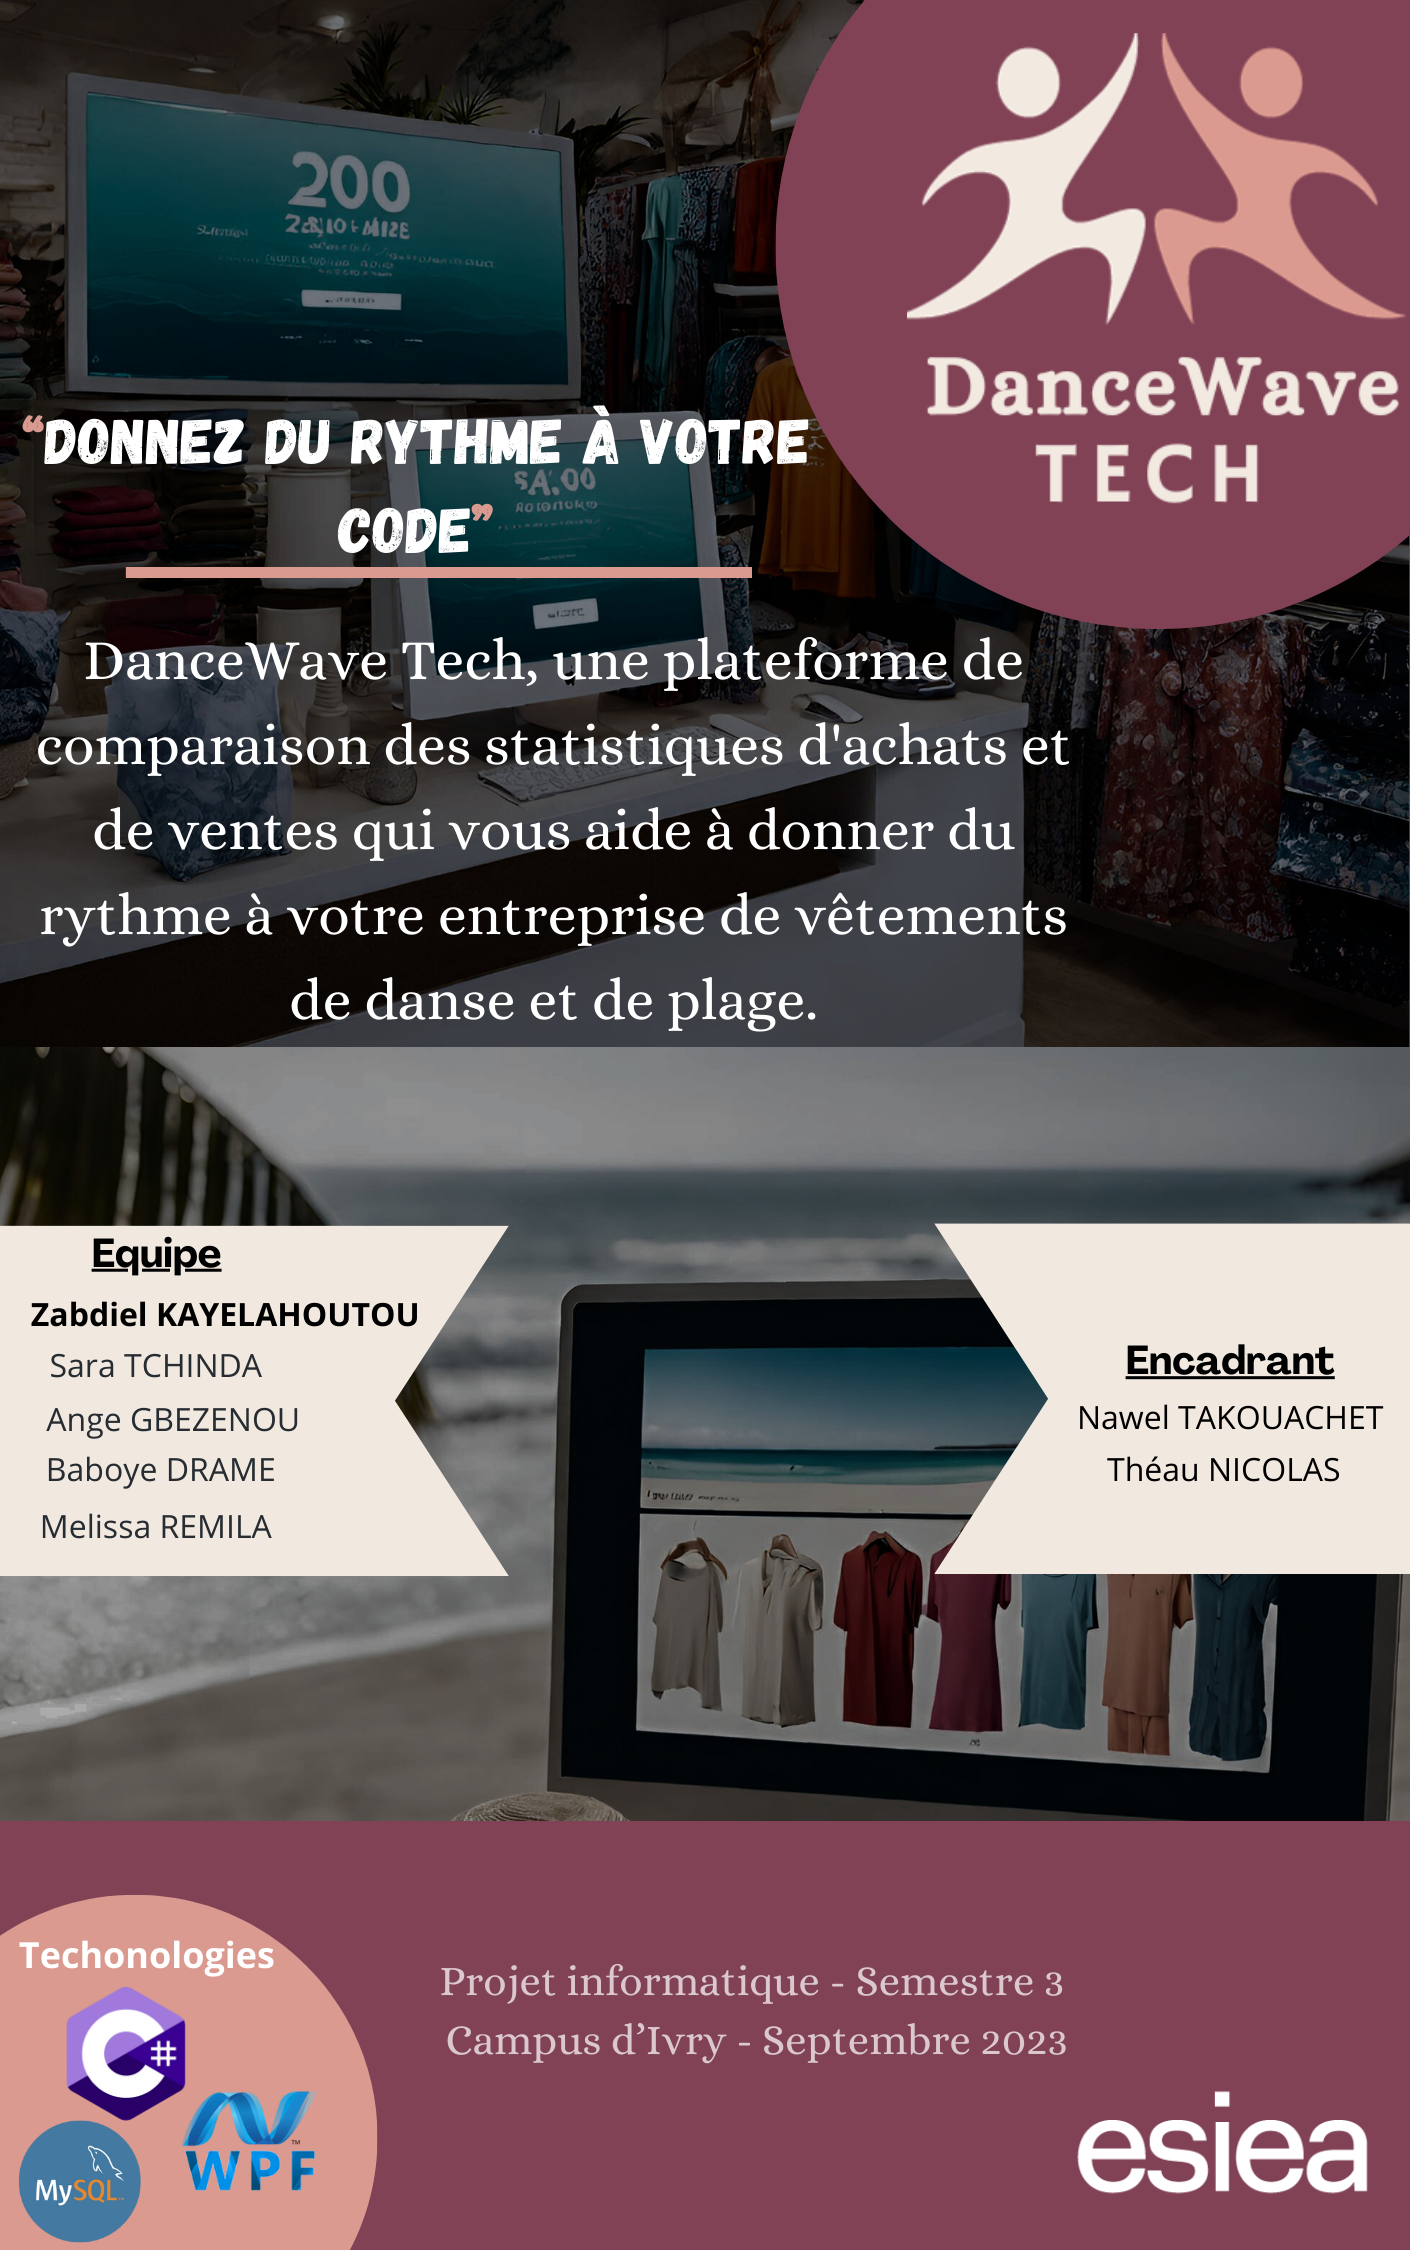 DanceWave
TECH
200
“DONNEZ DU RYTHME À VOTRE
CODE”
DanceWave Tech, une plateforme de
comparaison des statistiques d'achats et
de ventes qui vous aide à donner du
rythme à votre entreprise de vêtements
de danse et de plage.
Equipe
Zabdiel KAYELAHOUTOU
Sara TCHINDA
Ange GBEZENOU
Baboye DRAME
Melissa REMILA
Encadrant
Nawel TAKOUACHET
Théau NICOLAS
Techonologies
C#
WPF
™
MySQL
Projet informatique - Semestre 3
Campus d’Ivry - Septembre 2023
esiea